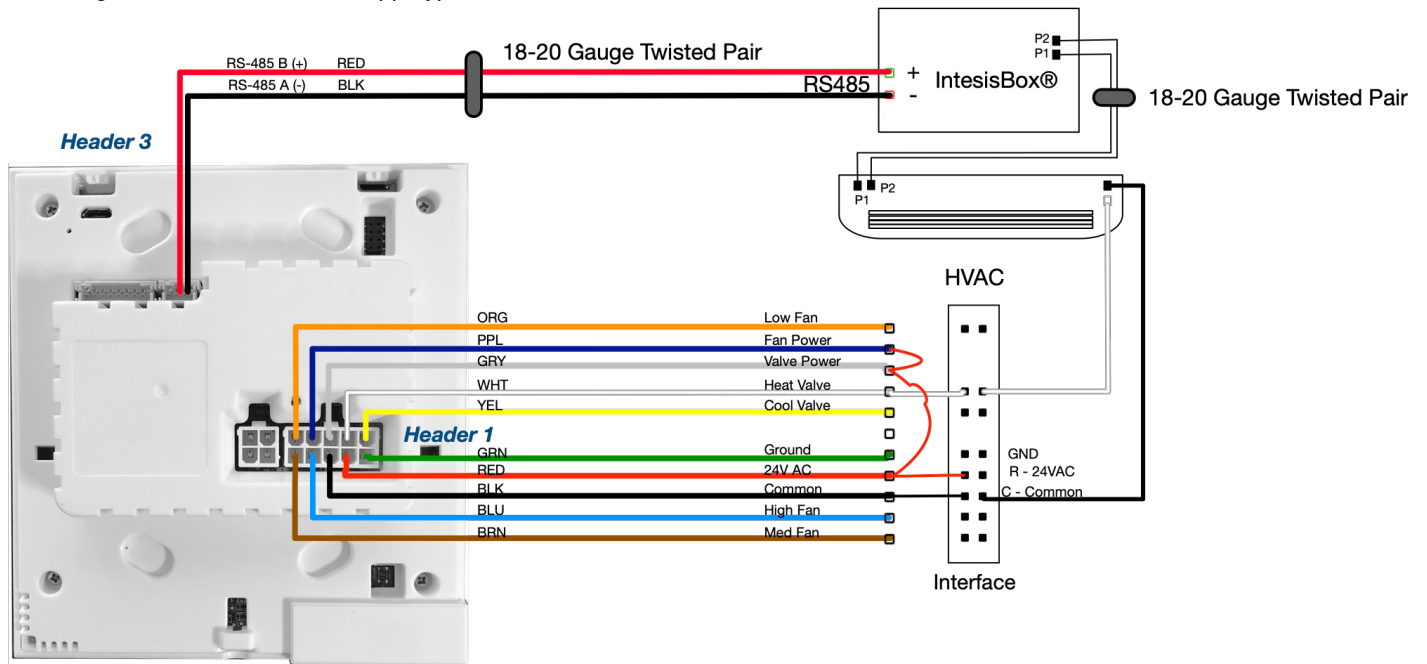 18-20 Gauge Twisted Pair
P2
P1
RS-485 B (+) RED
RS-485 A (-) BLK
RS485
+
-
IntesisBox®
18-20 Gauge Twisted Pair
Header 3
P1
P2
HVAC
ORG Low Fan
PPL Fan Power
GRY Valve Power
WHT Heat Valve
YEL Cool Valve
Header 1
GRN Ground
GND
RED 24V AC
R - 24VAC
BLK Common
C - Common
BLU High Fan
BRN Med Fan
Interface